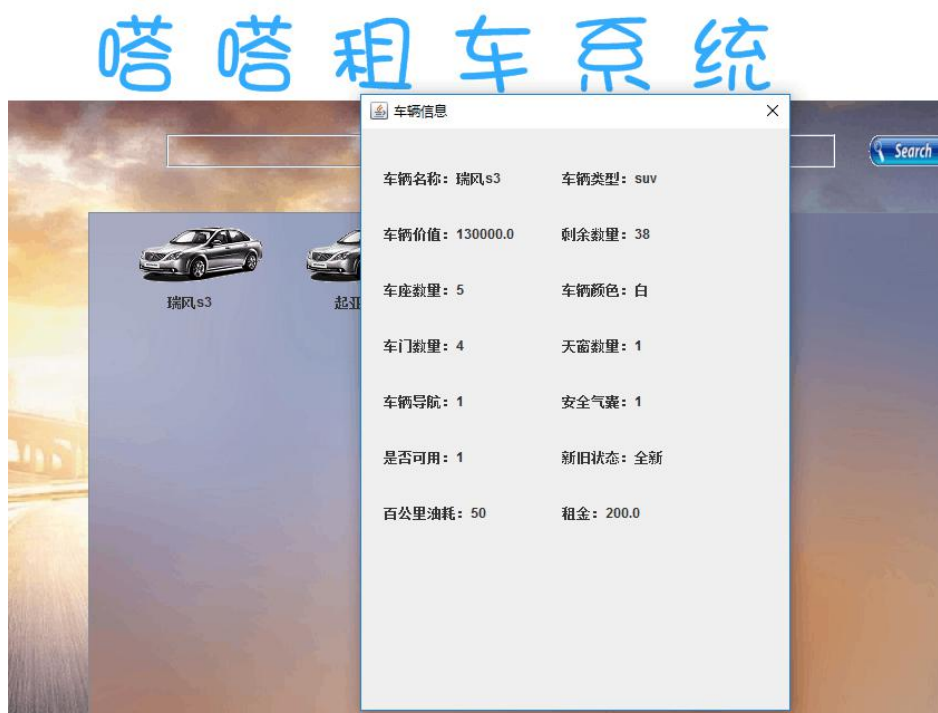 嗒嗒租车系统
车辆信息
Search
车辆名称：瑞风s3 车辆类型：suv
车辆价值：130000.0 剩余数量：38
车座数量：5 车辆颜色：白
瑞风s3 起亚
车门数量：4 天窗数量：1
车辆导航：1 安全气囊：1
是否可用：1 新旧状态：全新
百公里油耗：50 租金：200.0